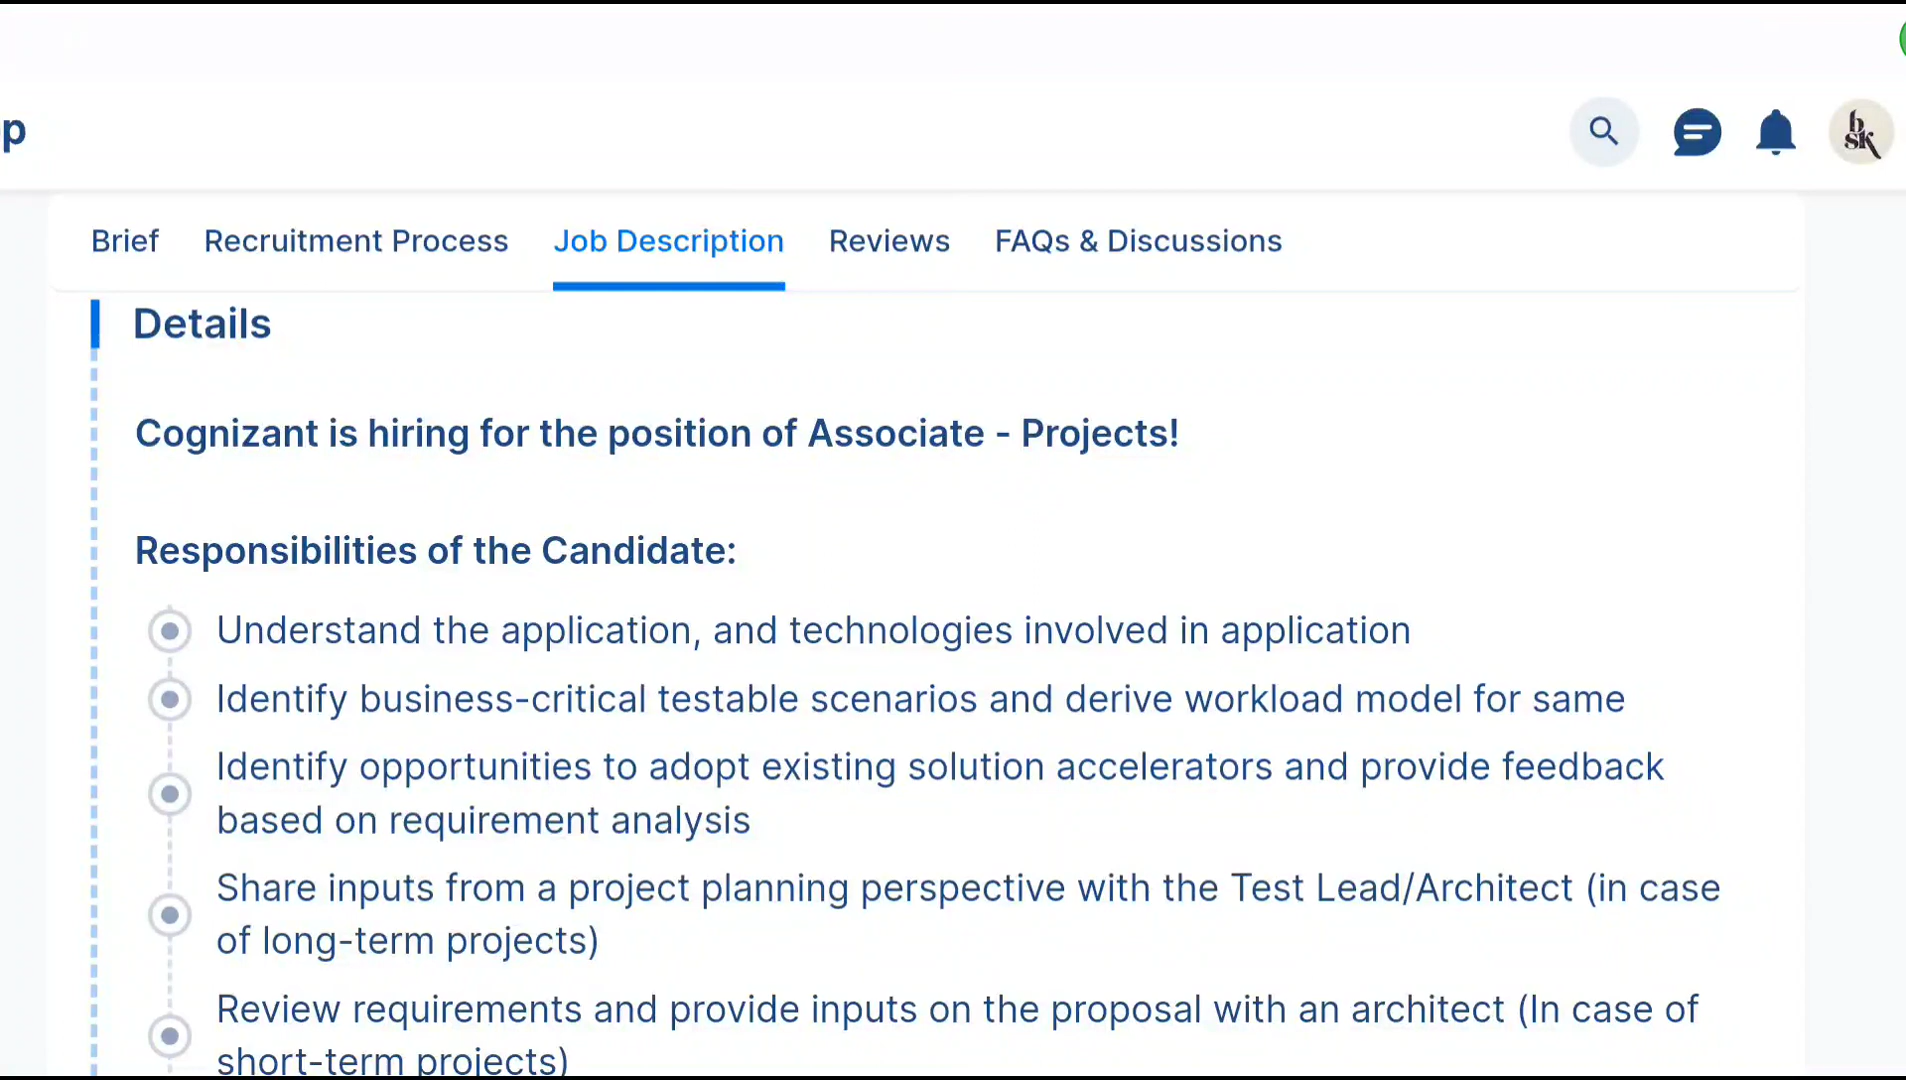 p
b
sk
Brief Recruitment Process Job Description Reviews FAQs & Discussions
Details
Cognizant is hiring for the position of Associate - Projects!
Responsibilities of the Candidate:
Understand the application, and technologies involved in application
Identify business-critical testable scenarios and derive workload model for same
Identify opportunities to adopt existing solution accelerators and provide feedback
based on requirement analysis
Share inputs from a project planning perspective with the Test Lead/Architect (in case
of long-term projects)
Review requirements and provide inputs on the proposal with an architect (In case of
short-term projects)